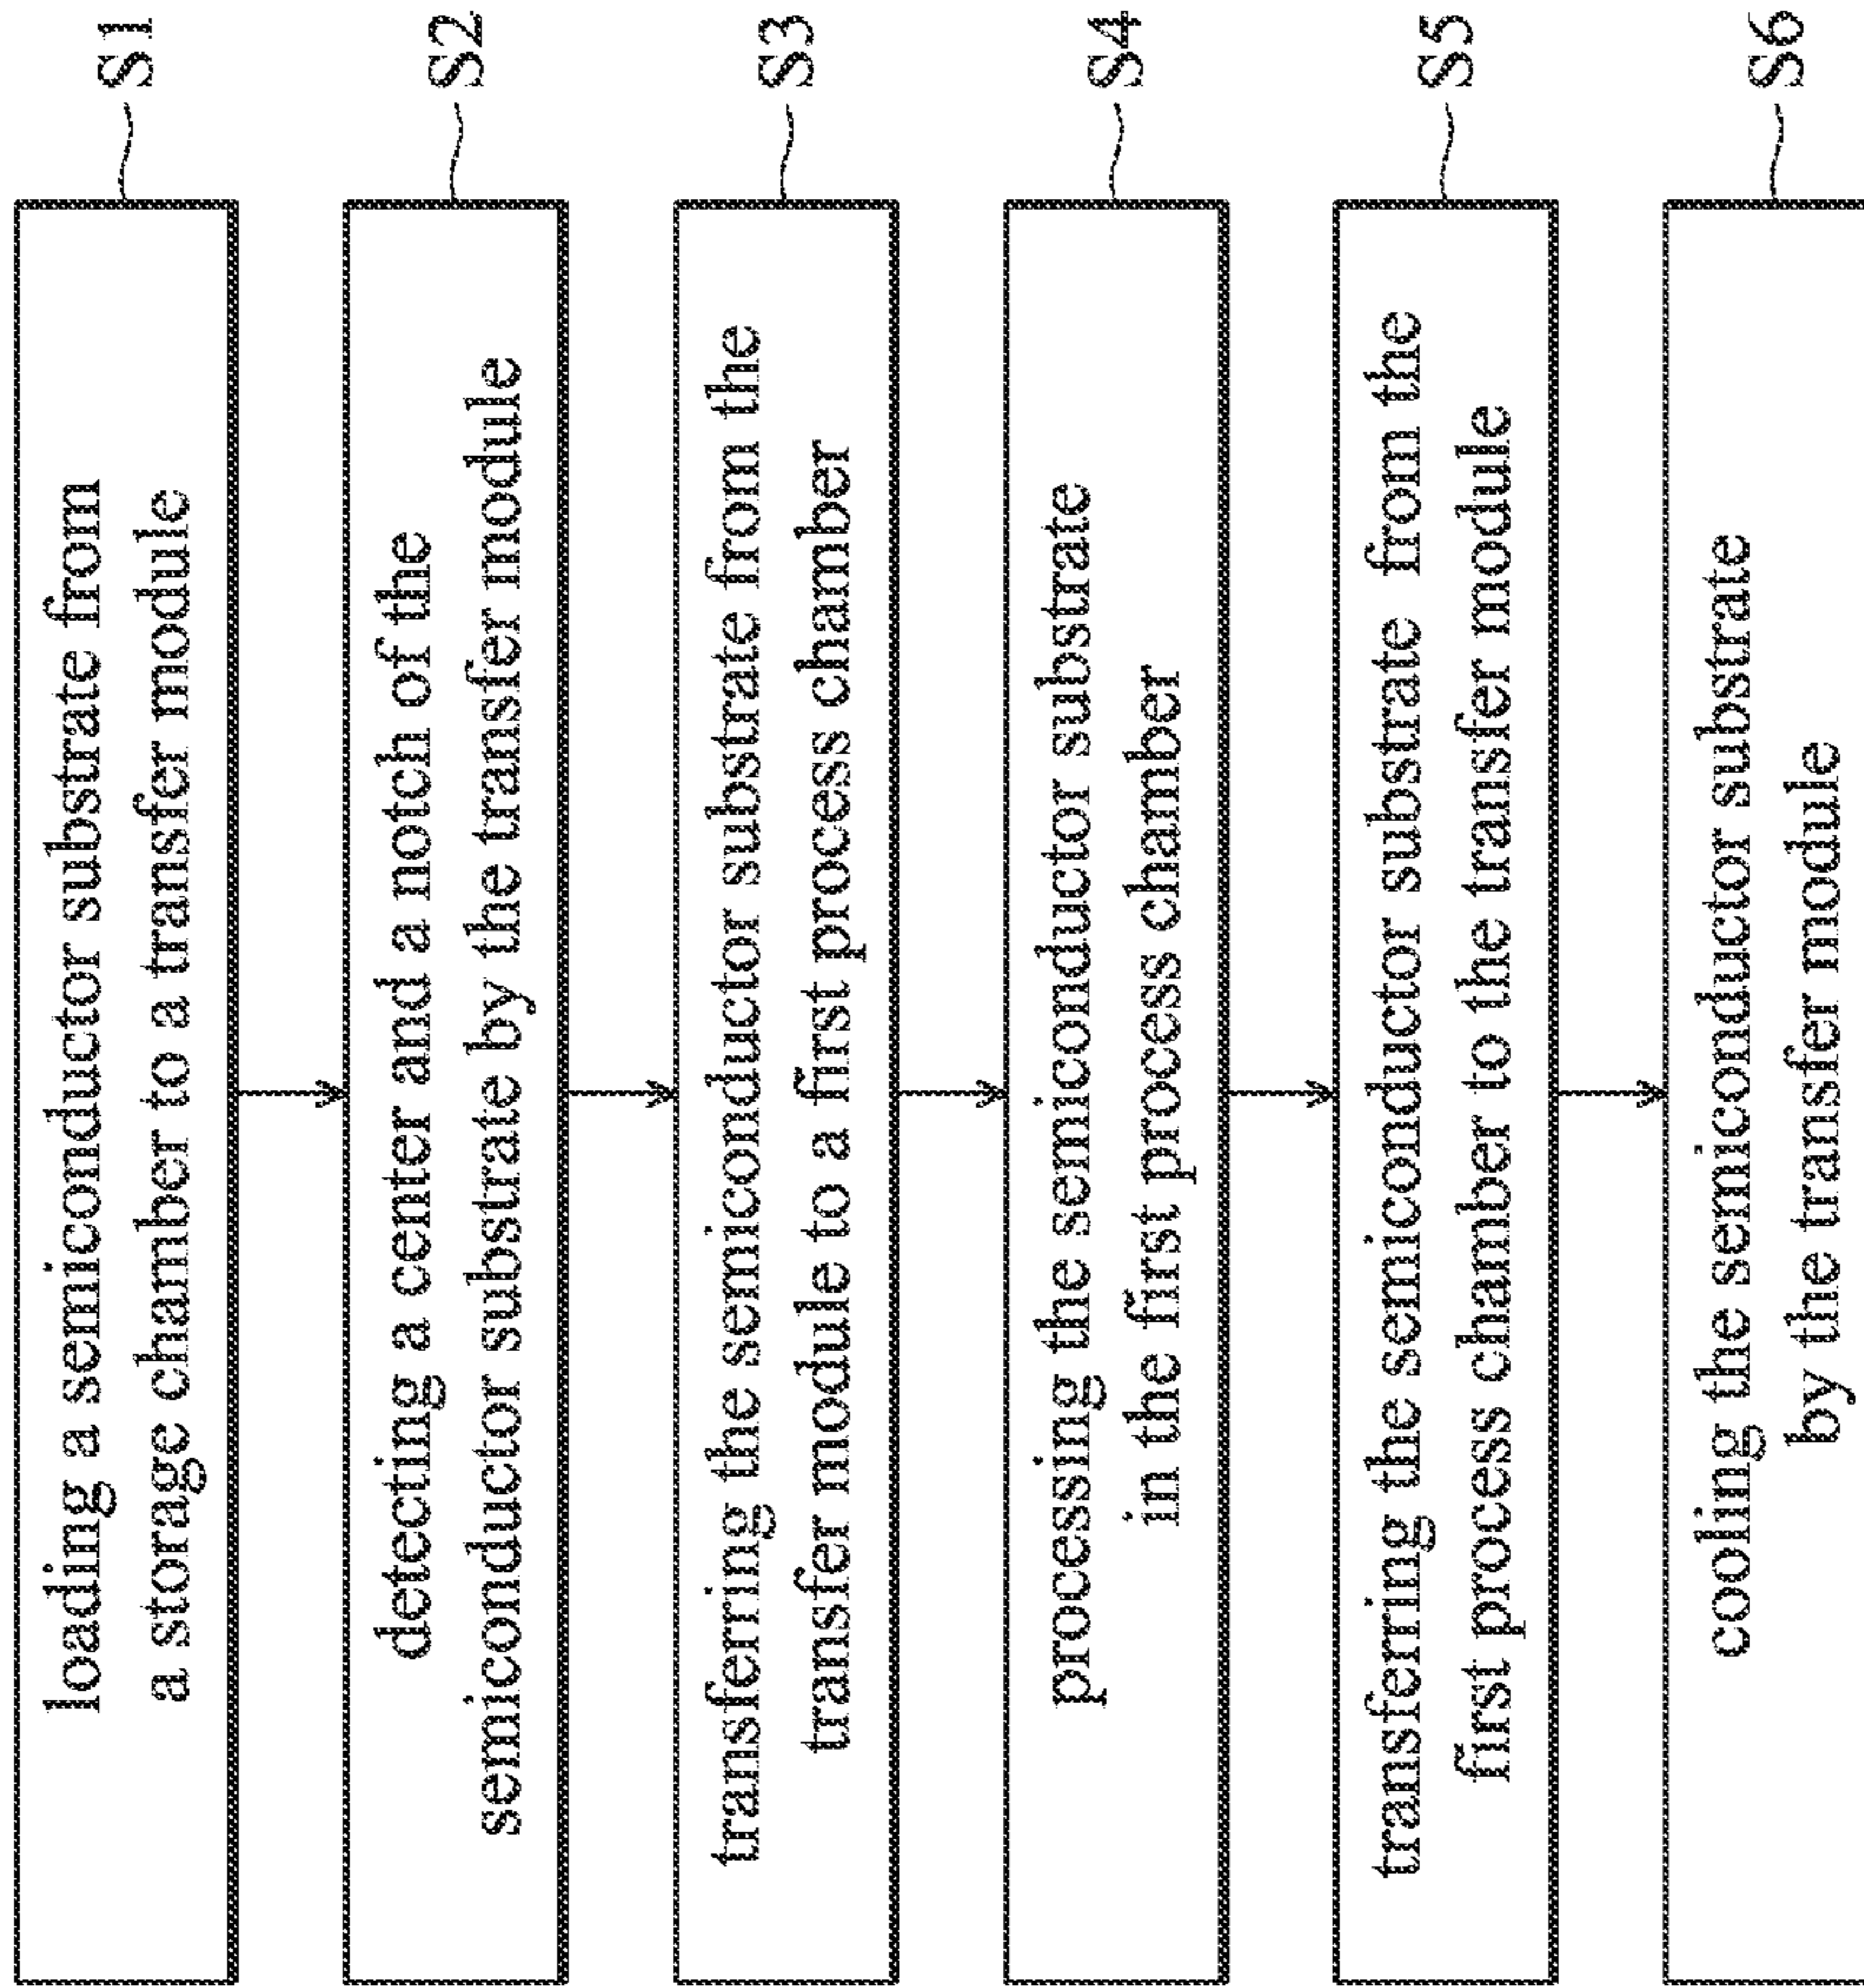 loading a semiconductor substrate from
a storage chamber to a transfer module
S1
detecting a center and a notch of the
semiconductor substrate by the transfer module
S2
transferring the semiconductor substrate from the
transfer module to a first process chamber
S3
processing the semiconductor substrate
in the first process chamber
S4
transferring the semiconductor substrate from the
first process chamber to the transfer module
S5
cooling the semiconductor substrate
by the transfer module
S6